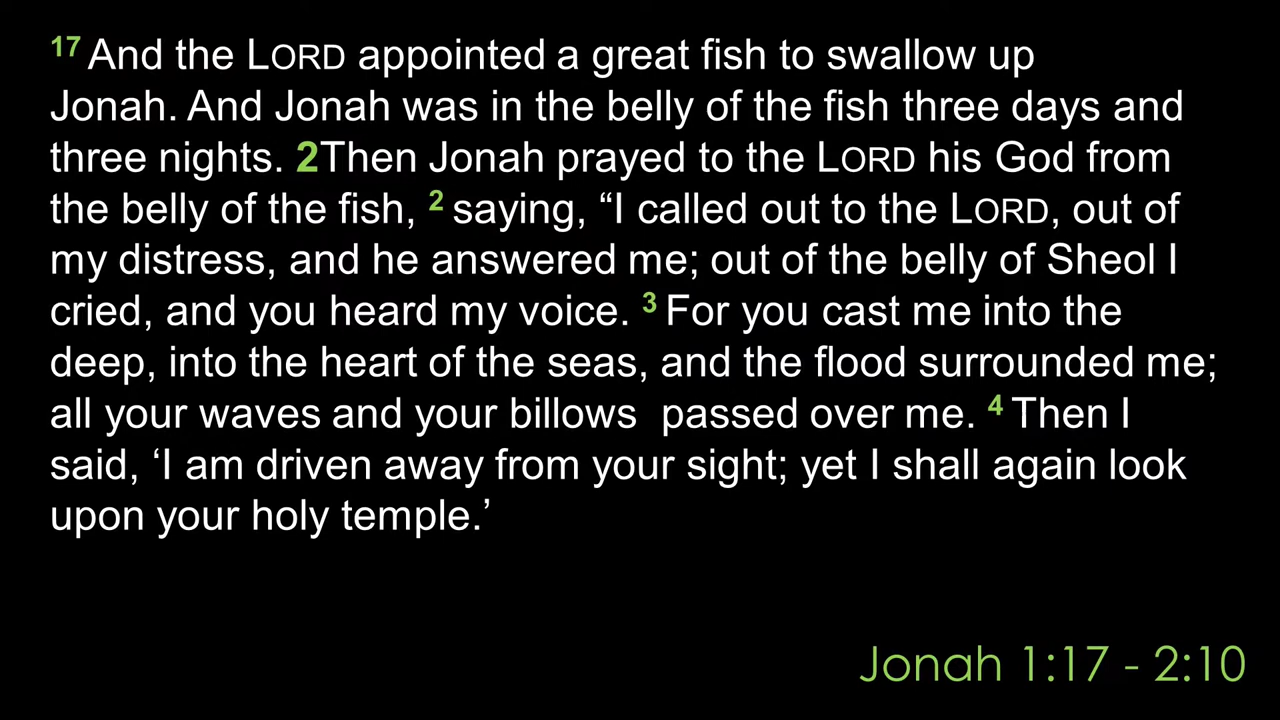 17 And the LORD appointed a great fish to swallow up
Jonah. And Jonah was in the belly of the fish three days and
three nights. 2Then Jonah prayed to the LORD his God from
the belly of the fish, 2 saying, “I called out to the LORD, out of
my distress, and he answered me; out of the belly of Sheol I
cried, and you heard my voice. 3 For you cast me into the
deep, into the heart of the seas, and the flood surrounded me;
all your waves and your billows  passed over me. 4 Then I
said, ‘I am driven away from your sight; yet I shall again look
upon your holy temple.’
Jonah 1:17 - 2:10